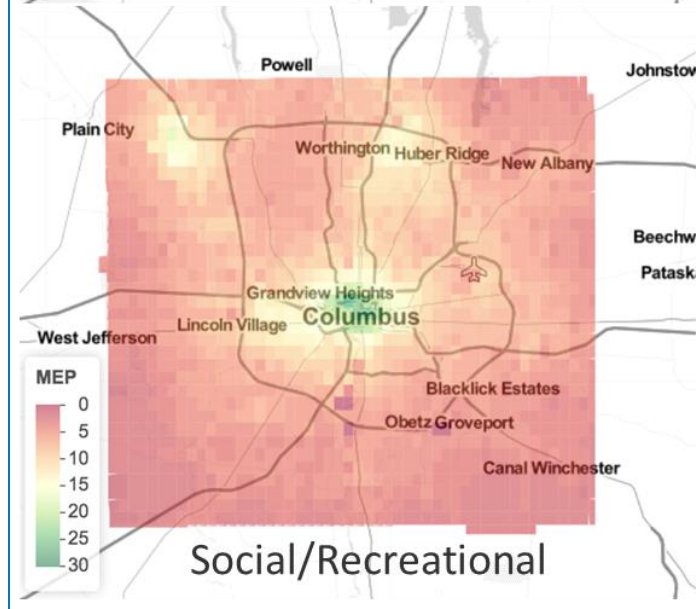 Powell
Johnstow
Plain City
Worthington
Huber Ridge
New Albany
Beechw
Pataska
Grandview Heights
Columbus
Lincoln Village
West Jefferson
MEP
0
5
10
15
20
25
30
Blacklick Estates
Obetz
Groveport
Canal Winchester
Social/Recreational